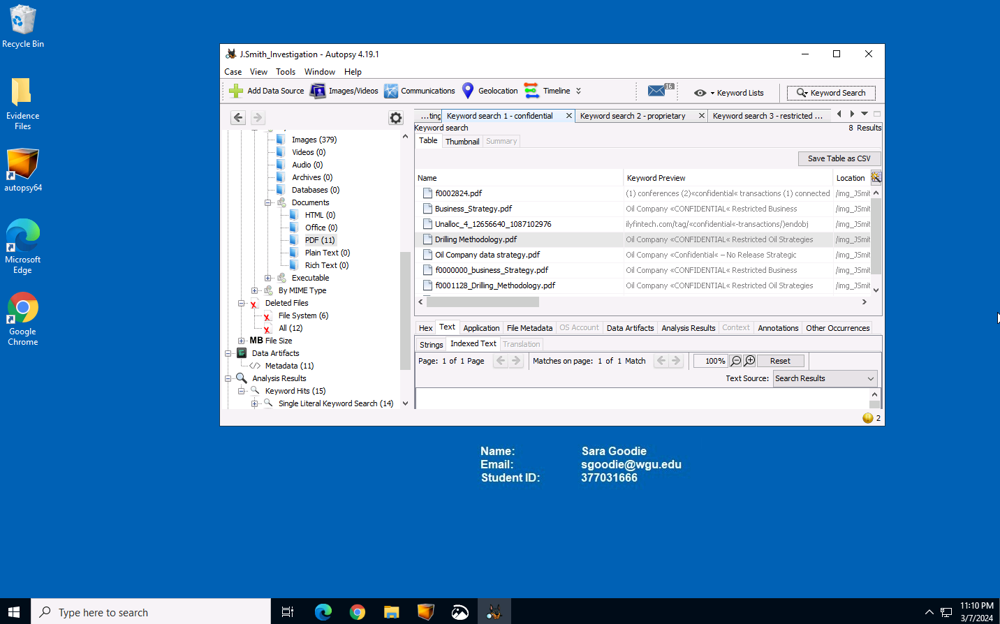 Recycle Bin
Evidence
Files
autopsy64
Microsoft
Edge
Google
Chrome
J.Smith_Investigation - Autopsy 4.19.1
Case View Tools Window Help
Add Data Source Images/Videos Communications Geolocation Timeline 16 Keyword Lists Keyword Search
...ting Keyword search 1 - confidential Keyword search 2 - proprietary Keyword search 3 - restricted ...
Keyword search 8 Results
Table Thumbnail Summary
Save Table as CSV
Name Keyword Preview Location
f0002824.pdf (1) conferences (2)«confidential« transactions (1) connected /img_JSmit
Business_Strategy.pdf Oil Company «CONFIDENTIAL« Restricted Business /img_JSmit
Unalloc_4_12656640_1087102976 ilyfintech.com/tag/«confidential«-transactions/)endobj /img_JSmit
Drilling Methodology.pdf Oil Company «CONFIDENTIAL« Restricted Oil Strategies /img_JSmit
Oil Company data strategy.pdf Oil Company «Confidential« – No Release Strategic /img_JSmit
f0000000_business_Strategy.pdf Oil Company «CONFIDENTIAL« Restricted Business /img_JSmit
f0001128_Drilling_Methodology.pdf Oil Company «CONFIDENTIAL« Restricted Oil Strategies /img_JSmit
Images (379)
Videos (0)
Audio (0)
Archives (0)
Databases (0)
Documents
HTML (0)
Office (0)
PDF (11)
Plain Text (0)
Rich Text (0)
Executable
By MIME Type
Deleted Files
File System (6)
All (12)
MB File Size
Data Artifacts
Metadata (11)
Analysis Results
Keyword Hits (15)
Single Literal Keyword Search (14)
Hex Text Application File Metadata OS Account Data Artifacts Analysis Results Context Annotations Other Occurrences
Strings Indexed Text Translation
Page: 1 of 1 Page Matches on page: 1 of 1 Match 100% Reset
Text Source: Search Results
2
Name: Sara Goodie
Email: sgoodie@wgu.edu
Student ID: 377031666
Type here to search
11:10 PM
3/7/2024